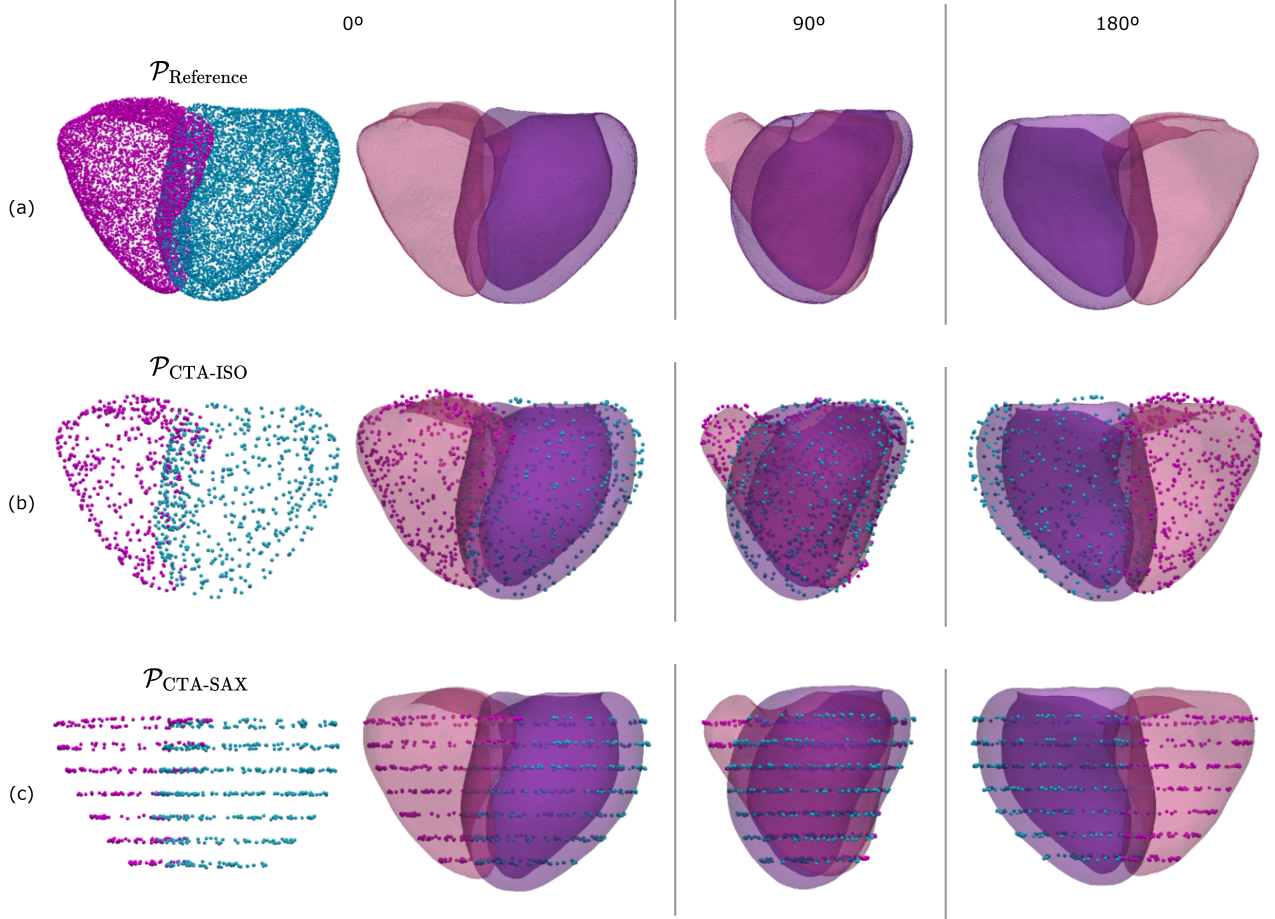 0º 90º 180º
𝒫Reference
(a)
𝒫CTA-ISO
(b)
𝒫CTA-SAX
(c)